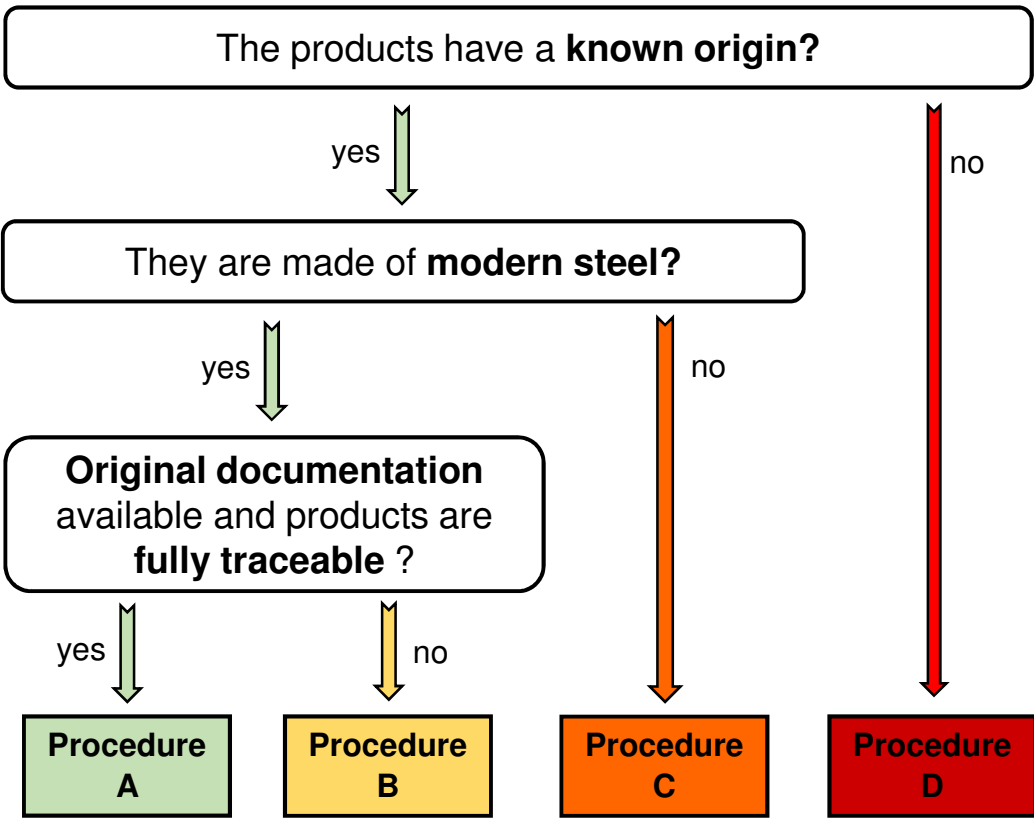 The products have a known origin?
yes
no
They are made of modern steel?
yes
no
Original documentation
available and products are
fully traceable ?
yes
no
Procedure
A
Procedure
B
Procedure
C
Procedure
D